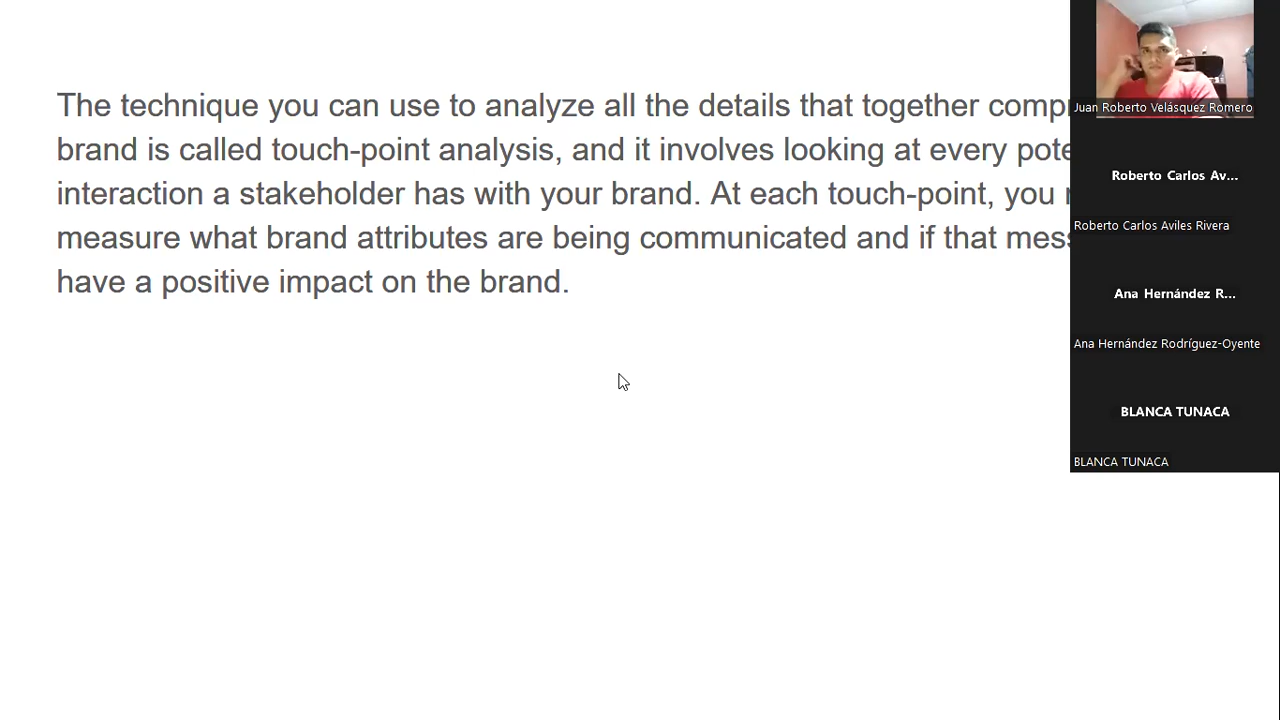 The technique you can use to analyze all the details that together
brand is called touch-point analysis, and it involves looking at every
interaction a stakeholder has with your brand. At each touch-point, you
measure what brand attributes are being communicated and if that
have a positive impact on the brand.
Juan Roberto Velásquez Romero
Roberto Carlos Av...
Roberto Carlos Aviles Rivera
Ana Hernández R...
Ana Hernández Rodríguez-Oyente
BLANCA TUNACA
BLANCA TUNACA